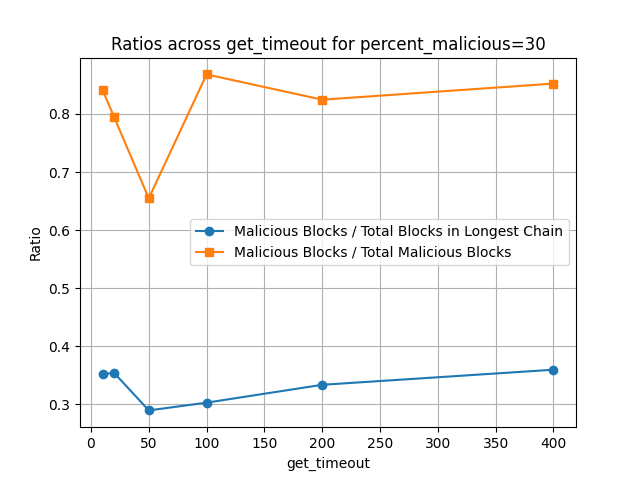 Ratios across get_timeout for percent_malicious=30
Ratio
0.8
0.7
0.6
0.5
0.4
0.3
Malicious Blocks / Total Blocks in Longest Chain
Malicious Blocks / Total Malicious Blocks
0 50 100 150 200 250 300 350 400
get_timeout